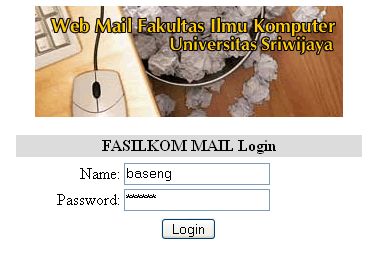 Web Mail Fakultas Ilmu Komputer
Universitas Sriwijaya
FASILKOM MAIL Login
Name: baseng
Password: ******
Login